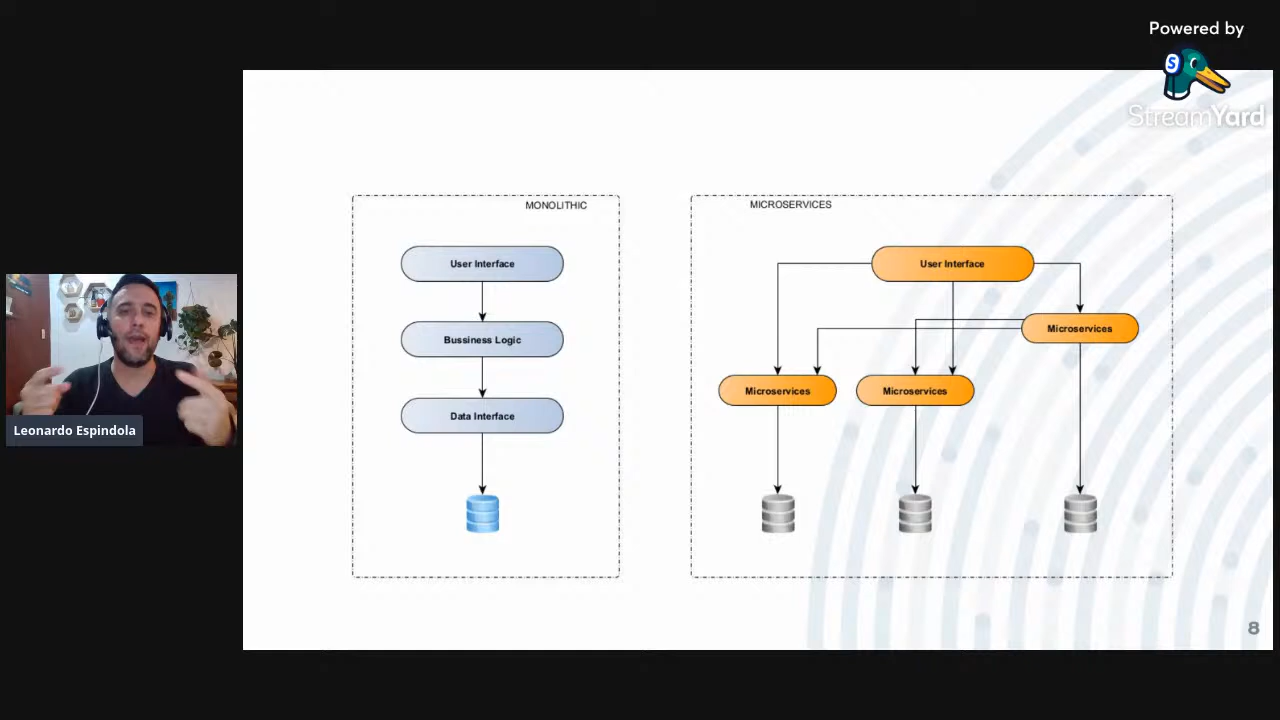 Powered by
S
StreamYard
MONOLITHIC
User Interface
Bussiness Logic
Data Interface
MICROSERVICES
User Interface
Microservices
Microservices
Microservices
Leonardo Espindola
8